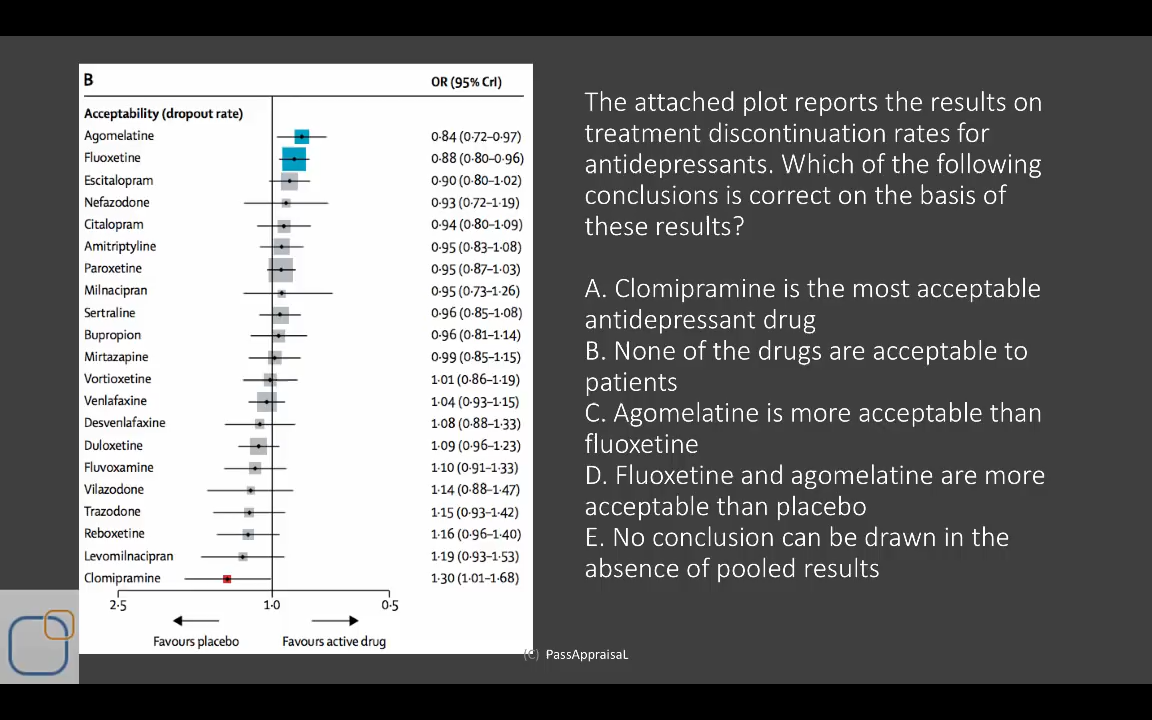 B OR (95% CrI)
Acceptability (dropout rate)
Agomelatine 0·84 (0·72–0·97)
Fluoxetine 0·88 (0·80–0·96)
Escitalopram 0·90 (0·80–1·02)
Nefazodone 0·93 (0·72–1·19)
Citalopram 0·94 (0·80–1·09)
Amitriptyline 0·95 (0·83–1·08)
Paroxetine 0·95 (0·87–1·03)
Milnacipran 0·95 (0·73–1·26)
Sertraline 0·96 (0·85–1·08)
Bupropion 0·96 (0·81–1·14)
Mirtazapine 0·99 (0·85–1·15)
Vortioxetine 1·01 (0·86–1·19)
Venlafaxine 1·04 (0·93–1·15)
Desvenlafaxine 1·08 (0·88–1·33)
Duloxetine 1·09 (0·96–1·23)
Fluvoxamine 1·10 (0·91–1·33)
Vilazodone 1·14 (0·88–1·47)
Trazodone 1·15 (0·93–1·42)
Reboxetine 1·16 (0·96–1·40)
Levomilnacipran 1·19 (0·93–1·53)
Clomipramine 1·30 (1·01–1·68)
2·5 1·0 0·5
Favours placebo Favours active drug
The attached plot reports the results on
treatment discontinuation rates for
antidepressants. Which of the following
conclusions is correct on the basis of
these results?
A. Clomipramine is the most acceptable
antidepressant drug
B. None of the drugs are acceptable to
patients
C. Agomelatine is more acceptable than
fluoxetine
D. Fluoxetine and agomelatine are more
acceptable than placebo
E. No conclusion can be drawn in the
absence of pooled results
(C) PassAppraisaL